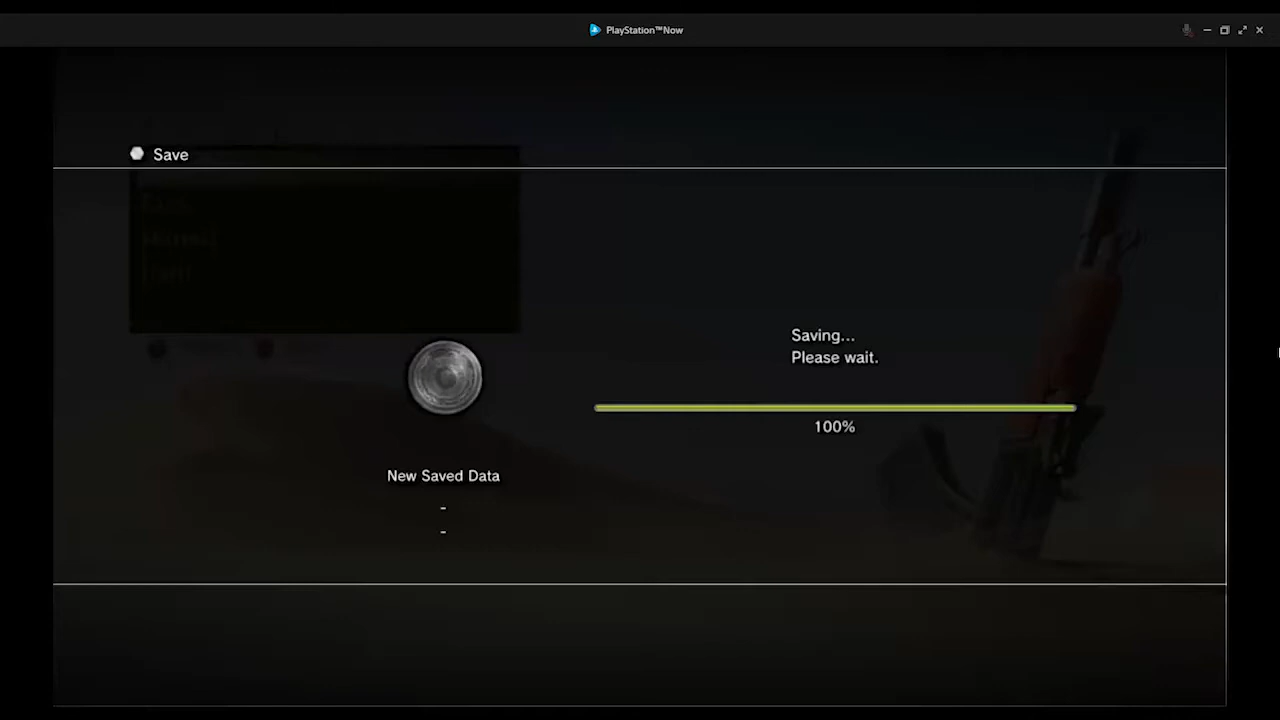 PlayStation™Now
Save
Saving...
Please wait.
100%
New Saved Data
-
-